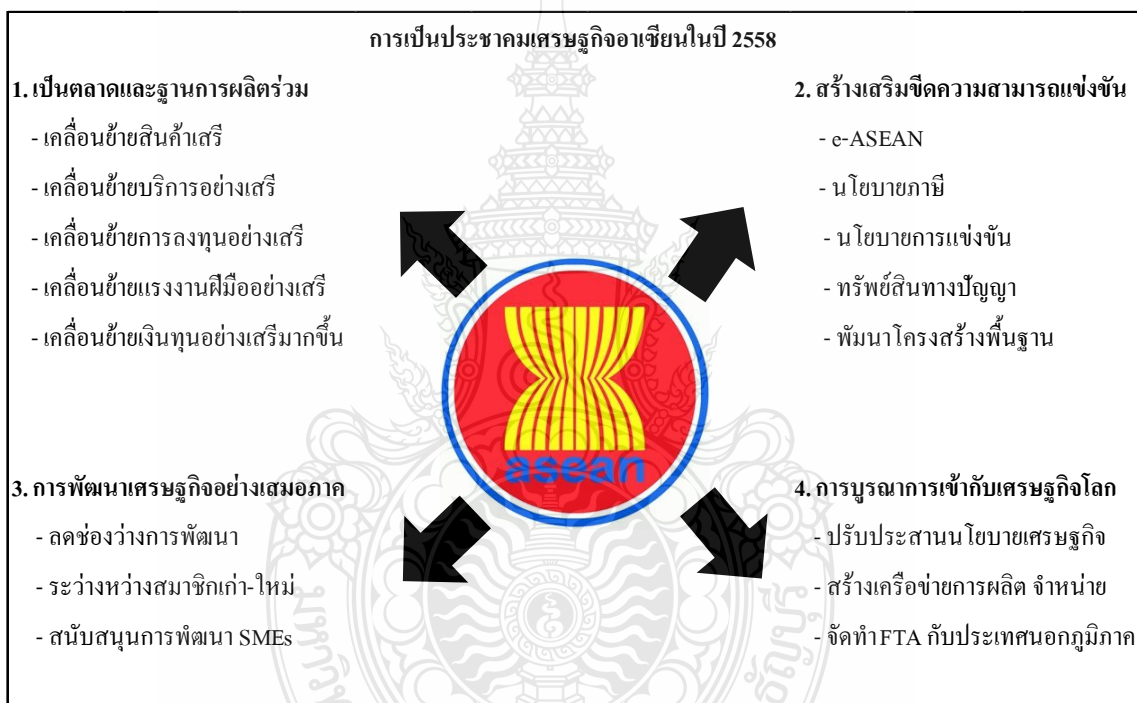 การเป็นประชาคมเศรษฐกิจอาเซียนในปี 2558
1. เป็นตลาดและฐานการผลิตร่วม
- เคลื่อนย้ายสินค้าเสรี
- เคลื่อนย้ายบริการอย่างเสรี
- เคลื่อนย้ายการลงทุนอย่างเสรี
- เคลื่อนย้ายแรงงานฝีมืออย่างเสรี
- เคลื่อนย้ายเงินทุนอย่างเสรีมากขึ้น
2. สร้างเสริมขีดความสามารถแข่งขัน
- e-ASEAN
- นโยบายภาษี
- นโยบายการแข่งขัน
- ทรัพย์สินทางปัญญา
- พัมนาโครงสร้างพื้นฐาน
asean
3. การพัฒนาเศรษฐกิจอย่างเสมอภาค
- ลดช่องว่างการพัฒนา
- ระว่างหว่างสมาชิกเก่า-ใหม่
- สนับสนุนการพํฒนา SMEs
4. การบูรณาการเข้ากับเศรษฐกิจโลก
- ปรับประสานนโยบายเศรษฐกิจ
- สร้างเครือข่ายการผลิต จำหน่าย
- จัดทำFTA กับประเทศนอกภูมิภาค